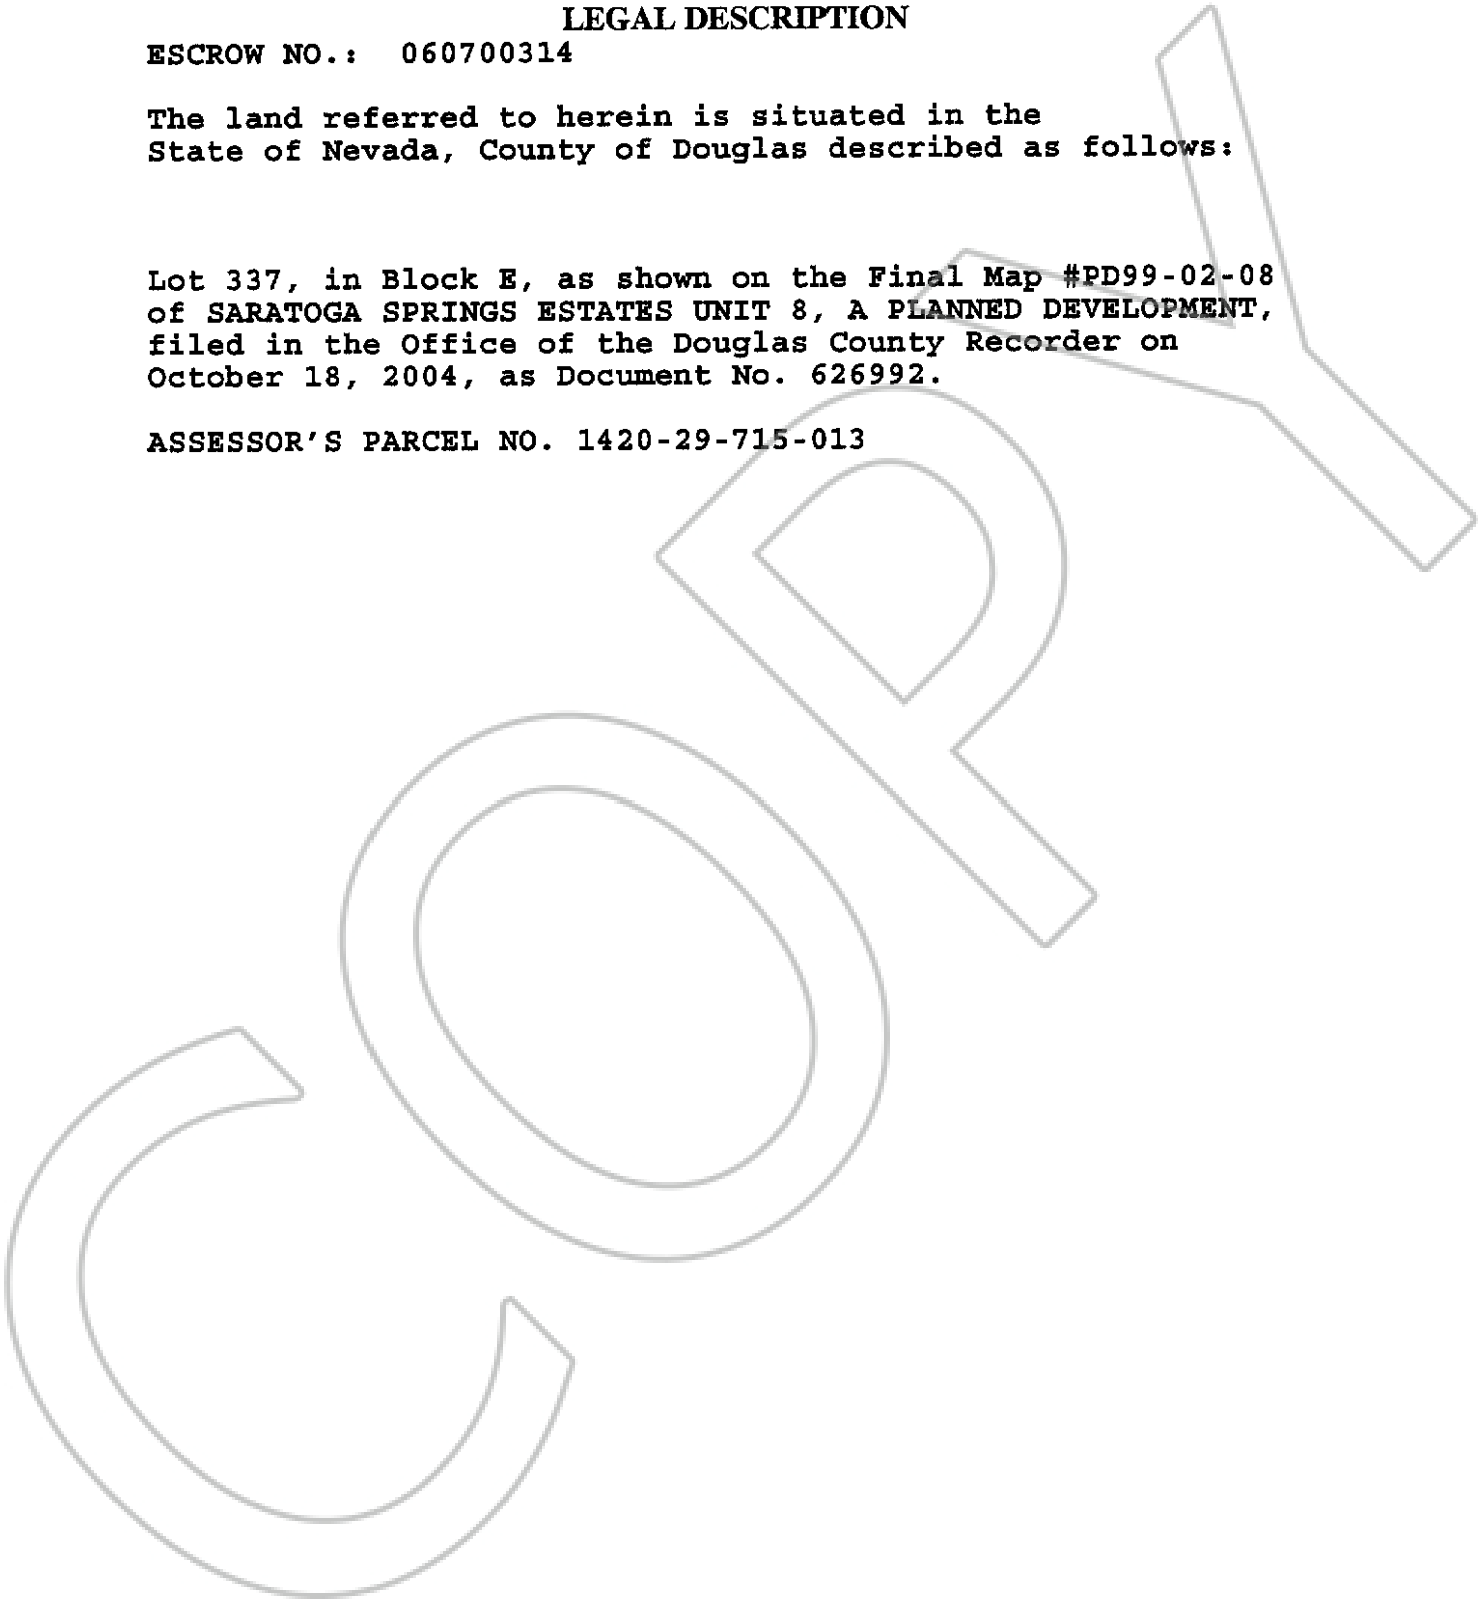 LEGAL DESCRIPTION
ESCROW NO.: 060700314
The land referred to herein is situated in the
State of Nevada, County of Douglas described as follows:
Lot 337, in Block E, as shown on the Final Map #PD99-02-08
of SARATOGA SPRINGS ESTATES UNIT 8, A PLANNED DEVELOPMENT,
filed in the Office of the Douglas County Recorder on
October 18, 2004, as Document No. 626992.
ASSESSOR'S PARCEL NO. 1420-29-715-013
COPY